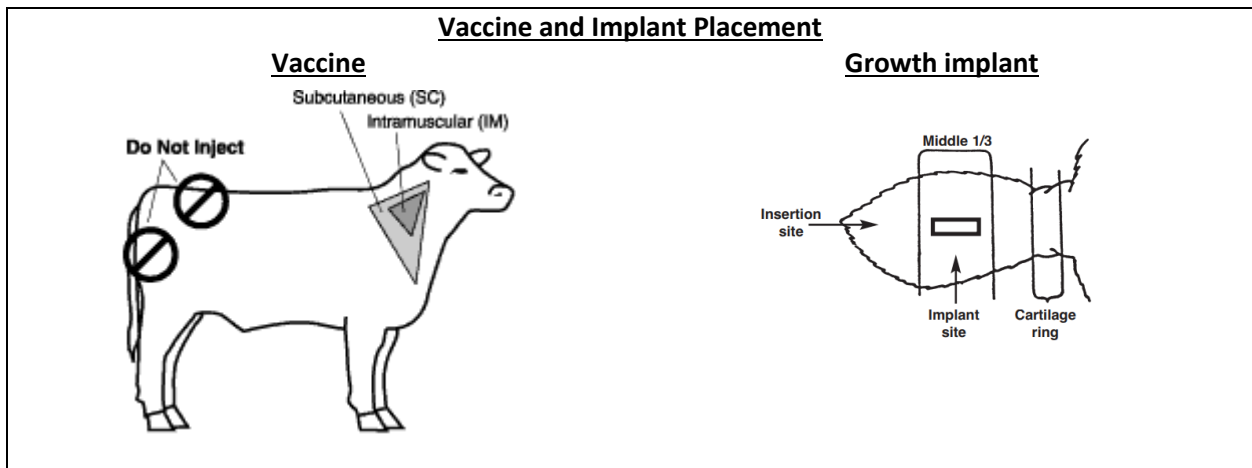 Vaccine and Implant Placement
Vaccine
Subcutaneous (SC)
Intramuscular (IM)
Do Not Inject
Growth implant
Middle 1/3
Insertion
site
Implant
site
Cartilage
ring